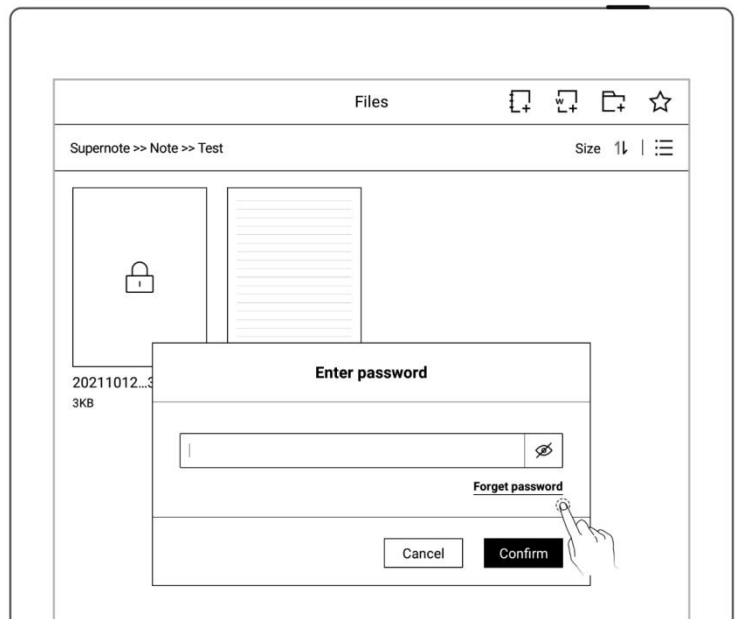 Files
Supernote >> Note >> Test
Size
20211012...3
3KB
Enter password
Forget password
Cancel
Confirm